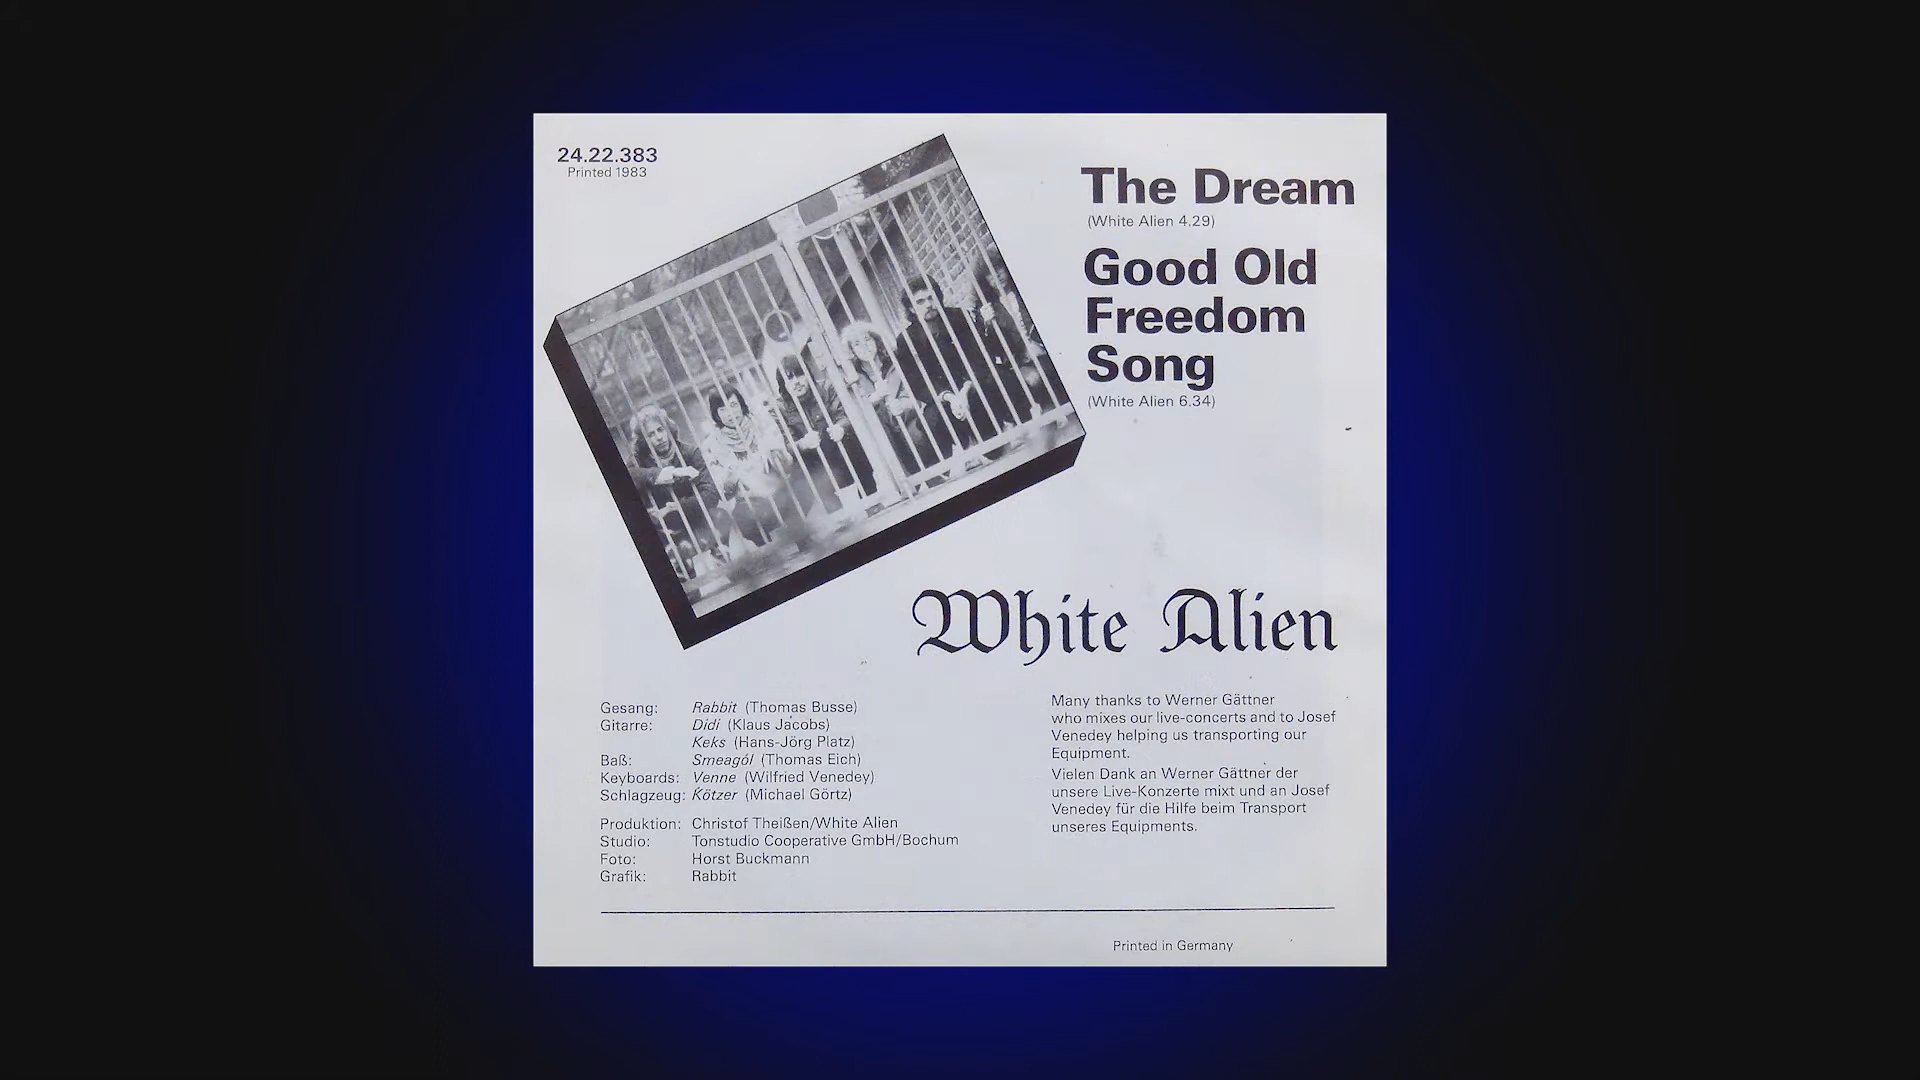 24.22.383
Printed 1983
The Dream
(White Alien 4.29)
Good Old
Freedom
Song
(White Alien 6.34)
White Alien
Gesang: Rabbit (Thomas Busse)
Gitarre: Didi (Klaus Jacobs)
Keks (Hans-Jörg Platz)
Baß: Smeagól (Thomas Eich)
Keyboards: Venne (Wilfried Venedey)
Schlagzeug: Kötzer (Michael Görtz)
Produktion: Christof Theißen/White Alien
Studio: Tonstudio Cooperative GmbH/Bochum
Foto: Horst Buckmann
Grafik: Rabbit
Many thanks to Werner Gättner
who mixes our live-concerts and to Josef
Venedey helping us transporting our
Equipment.
Vielen Dank an Werner Gättner der
unsere Live-Konzerte mixt und an Josef
Venedey für die Hilfe beim Transport
unseres Equipments.
Printed in Germany